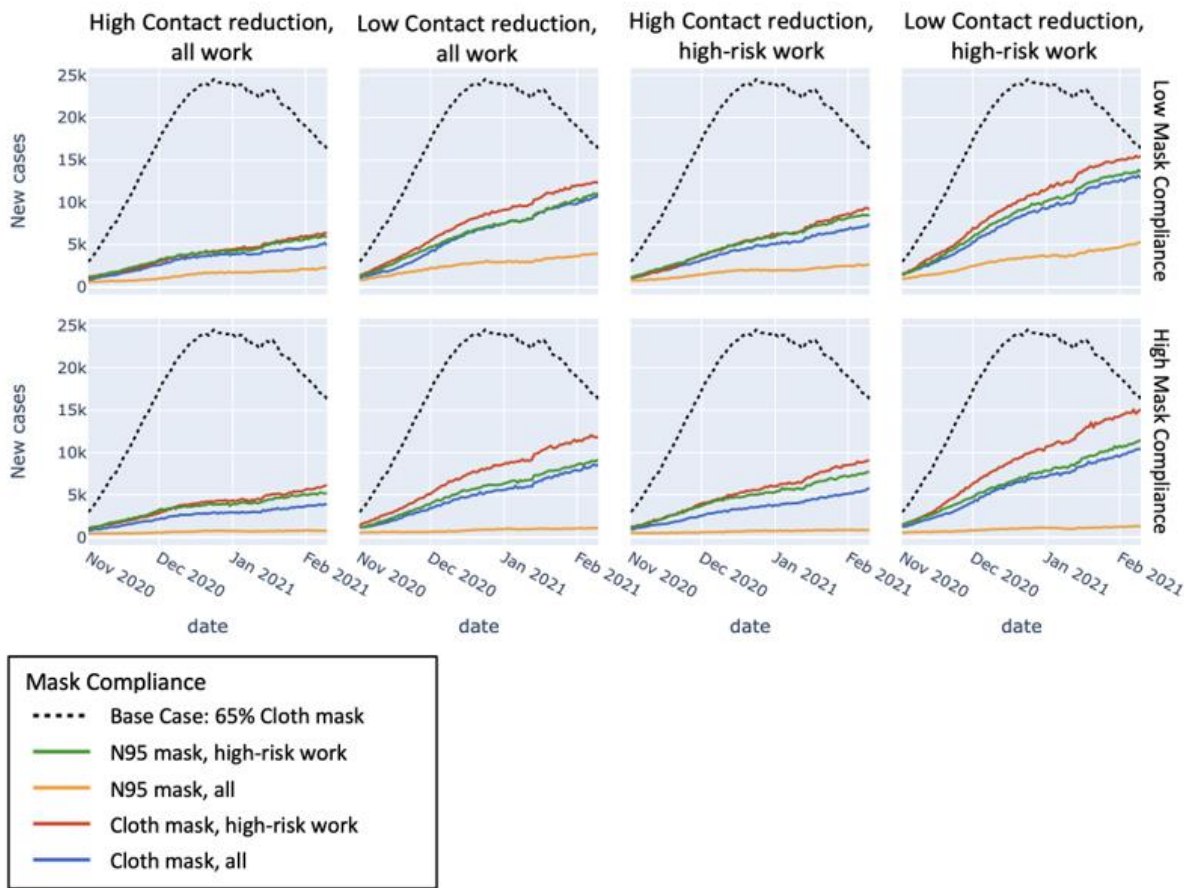 High Contact reduction,
all work
Low Contact reduction,
all work
High Contact reduction,
high-risk work
Low Contact reduction,
high-risk work
New cases
25k
20k
15k
10k
5k
0
Low Mask Compliance
New cases
25k
20k
15k
10k
5k
0
High Mask Compliance
Nov 2020
Dec 2020
Jan 2021
Feb 2021
Nov 2020
Dec 2020
Jan 2021
Feb 2021
Nov 2020
Dec 2020
Jan 2021
Feb 2021
Nov 2020
Dec 2020
Jan 2021
Feb 2021
date
date
date
date
Mask Compliance
Base Case: 65% Cloth mask
N95 mask, high-risk work
N95 mask, all
Cloth mask, high-risk work
Cloth mask, all